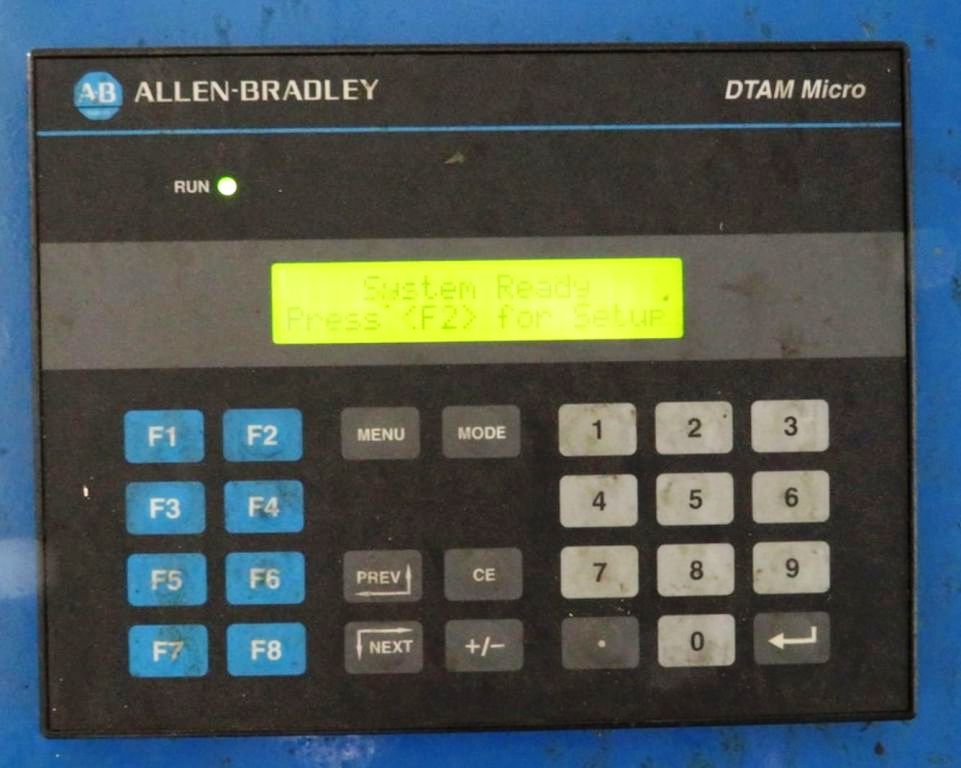 A-B ALLEN-BRADLEY DTAM Micro
RUN
System Ready
Press <F2> for Setup
F1 F2 MENU MODE 1 2 3
F3 F4 4 5 6
F5 F6 PREV CE 7 8 9
F7 F8 NEXT +/- . 0